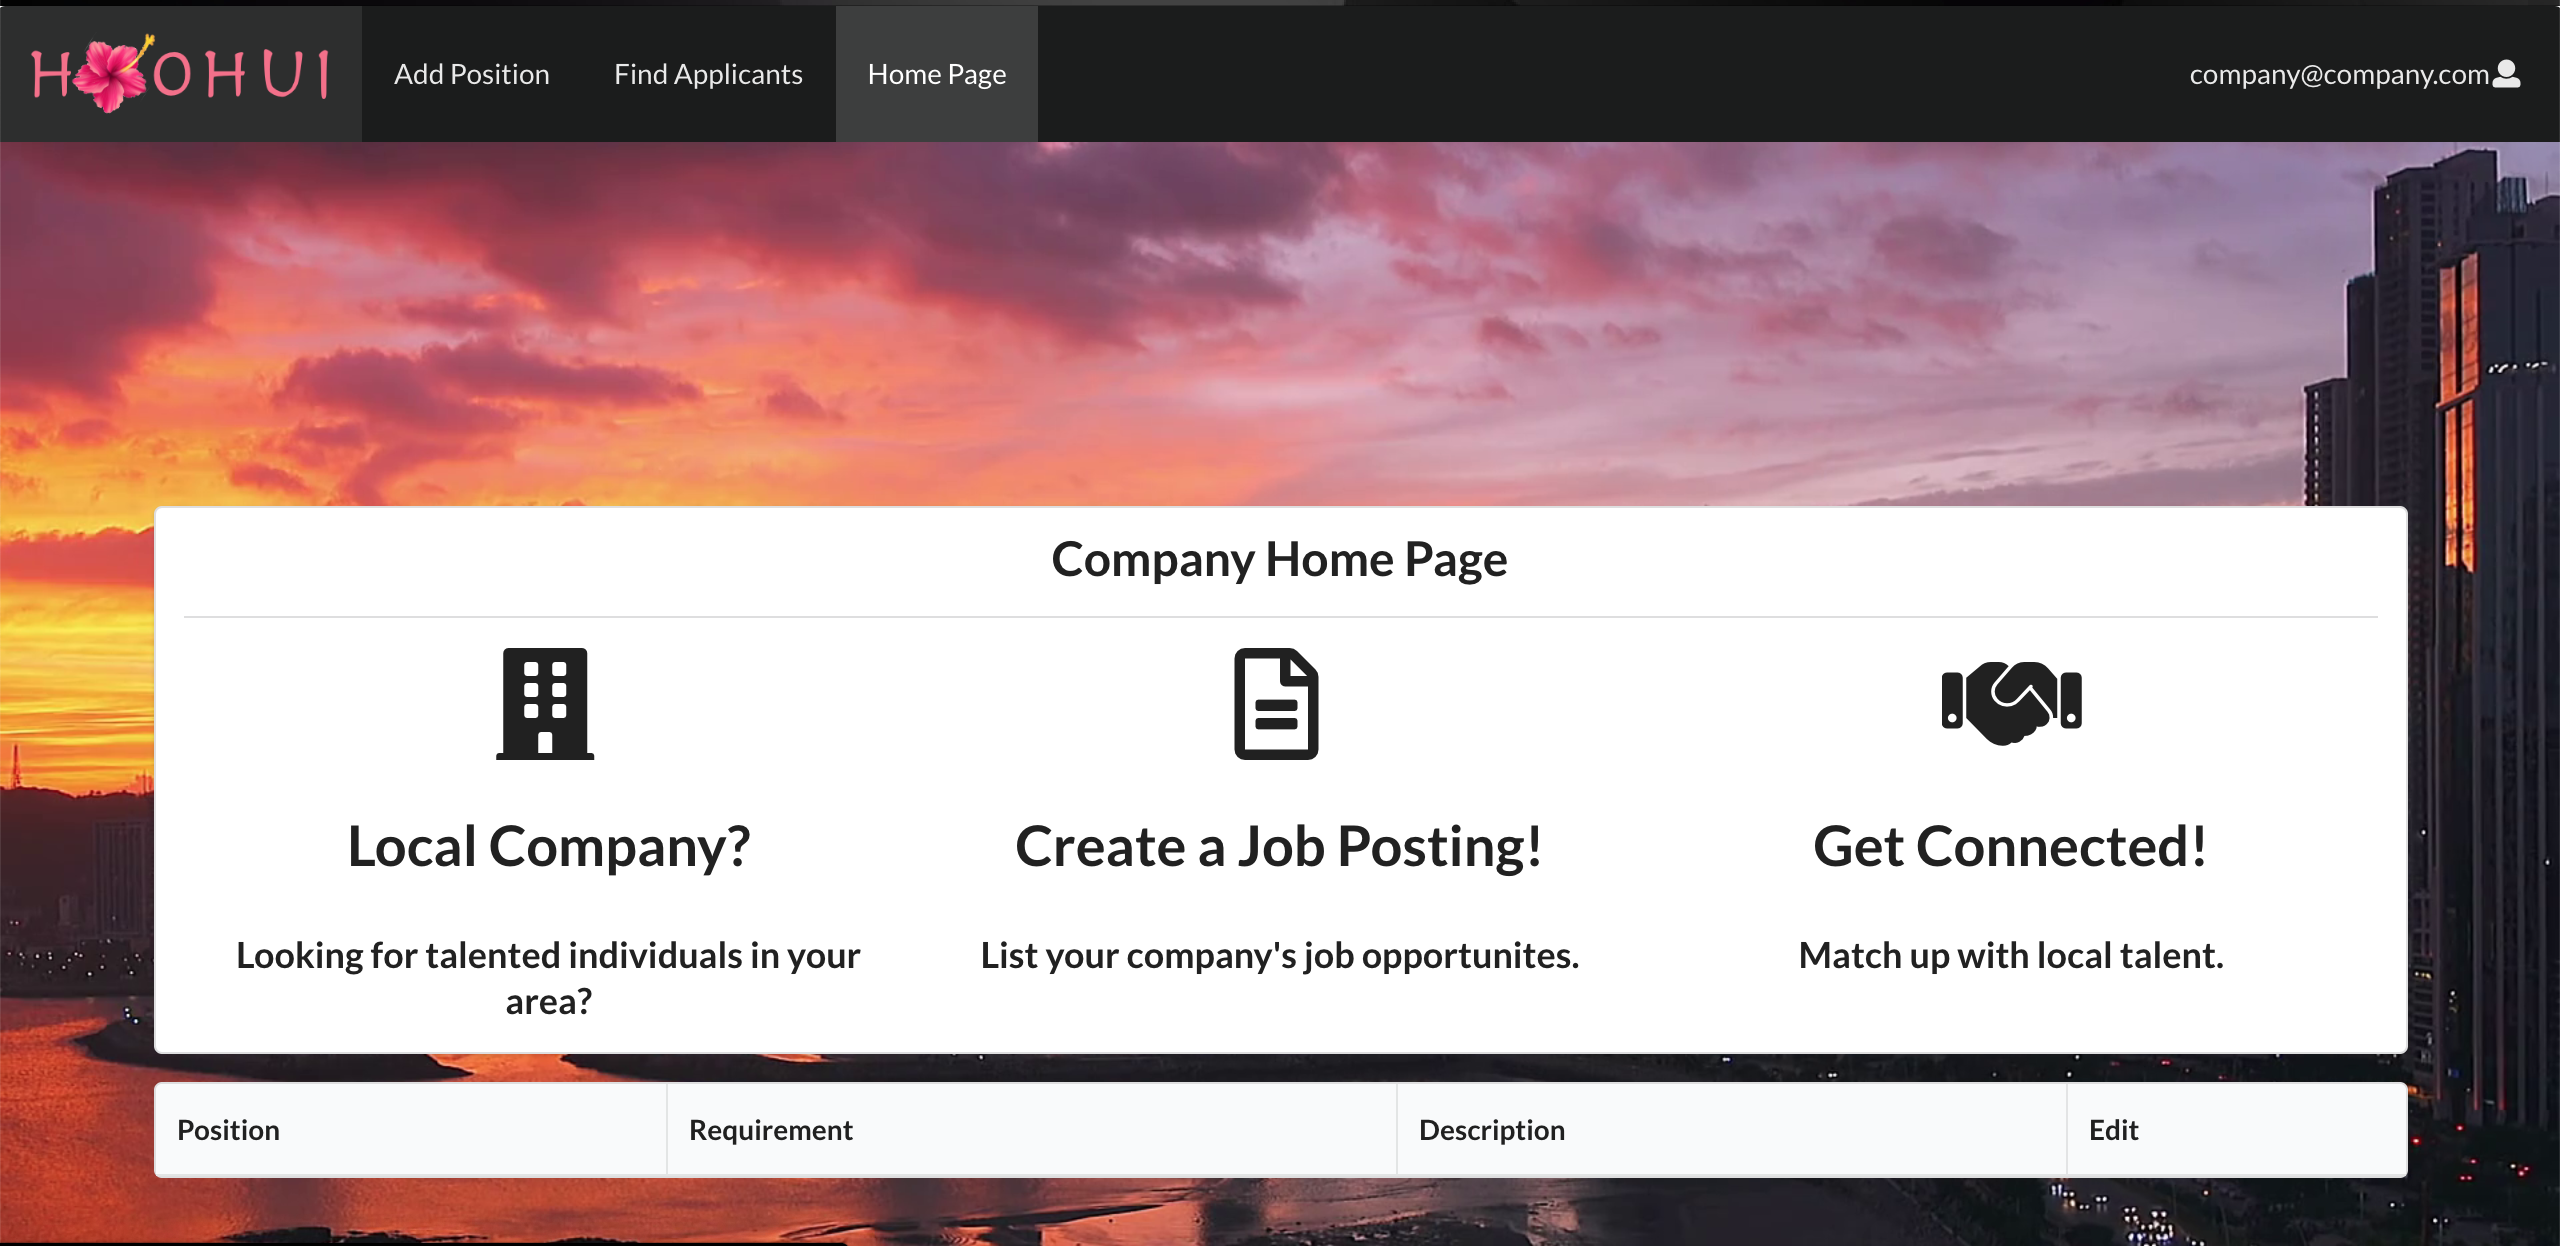 HOOHUI
Add Position
Find Applicants
Home Page
company@company.com
Company Home Page
Local Company?
Create a Job Posting!
Get Connected!
Looking for talented individuals in your
area?
List your company's job opportunites.
Match up with local talent.
Position
Requirement
Description
Edit